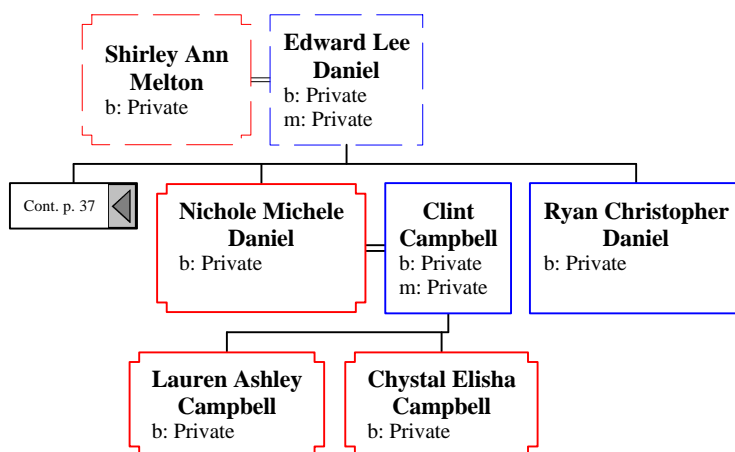 Shirley Ann
Melton
b: Private
Edward Lee
Daniel
b: Private
m: Private
Cont. p. 37
Nichole Michele
Daniel
b: Private
Clint
Campbell
b: Private
m: Private
Ryan Christopher
Daniel
b: Private
Lauren Ashley
Campbell
b: Private
Chystal Elisha
Campbell
b: Private